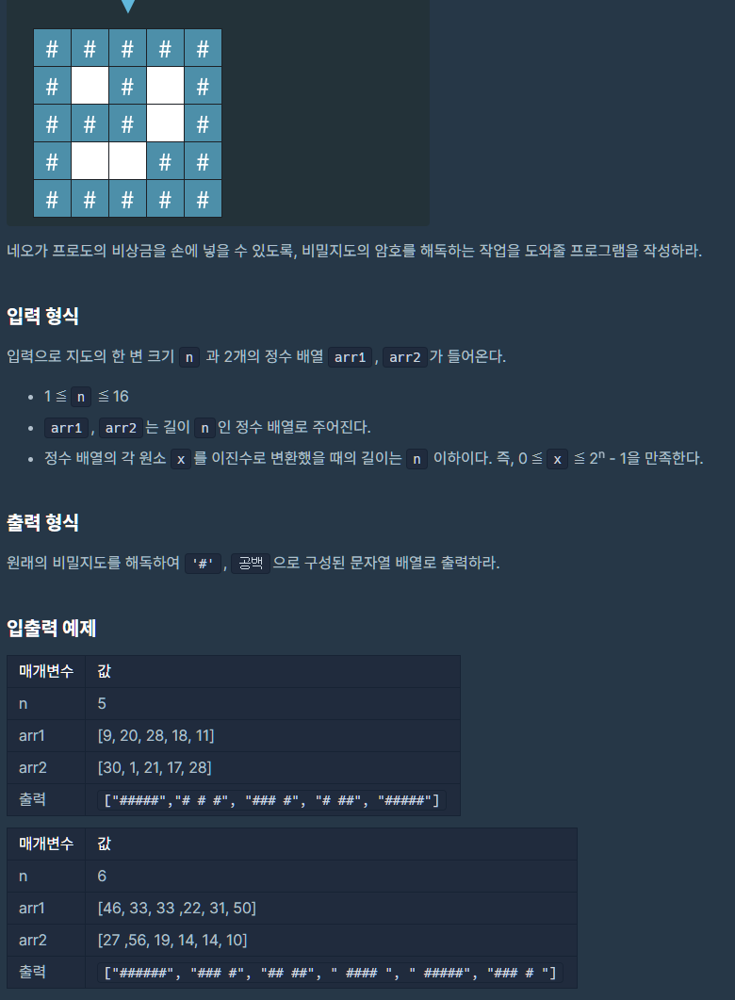 # # # # #
# # #
# # # #
# # #
# # # # #
네오가 프로도의 비상금을 손에 넣을 수 있도록, 비밀지도의 암호를 해독하는 작업을 도와줄 프로그램을 작성하라.
입력 형식
입력으로 지도의 한 변 크기 n 과 2개의 정수 배열 arr1, arr2가 들어온다.
• 1 ≦ n ≦ 16
• arr1, arr2는 길이 n인 정수 배열로 주어진다.
• 정수 배열의 각 원소 x를 이진수로 변환했을 때의 길이는 n 이하이다. 즉, 0 ≦ x ≦ 2ⁿ - 1을 만족한다.
출력 형식
원래의 비밀지도를 해독하여 '#', 공백으로 구성된 문자열 배열로 출력하라.
입출력 예제
매개변수 값
n 5
arr1 [9, 20, 28, 18, 11]
arr2 [30, 1, 21, 17, 28]
출력 ["#####","# # #", "### #", "# ##", "#####"]
매개변수 값
n 6
arr1 [46, 33, 33 ,22, 31, 50]
arr2 [27 ,56, 19, 14, 14, 10]
출력 ["######", "### #", "## ##", " #### ", " #####", "### # "]